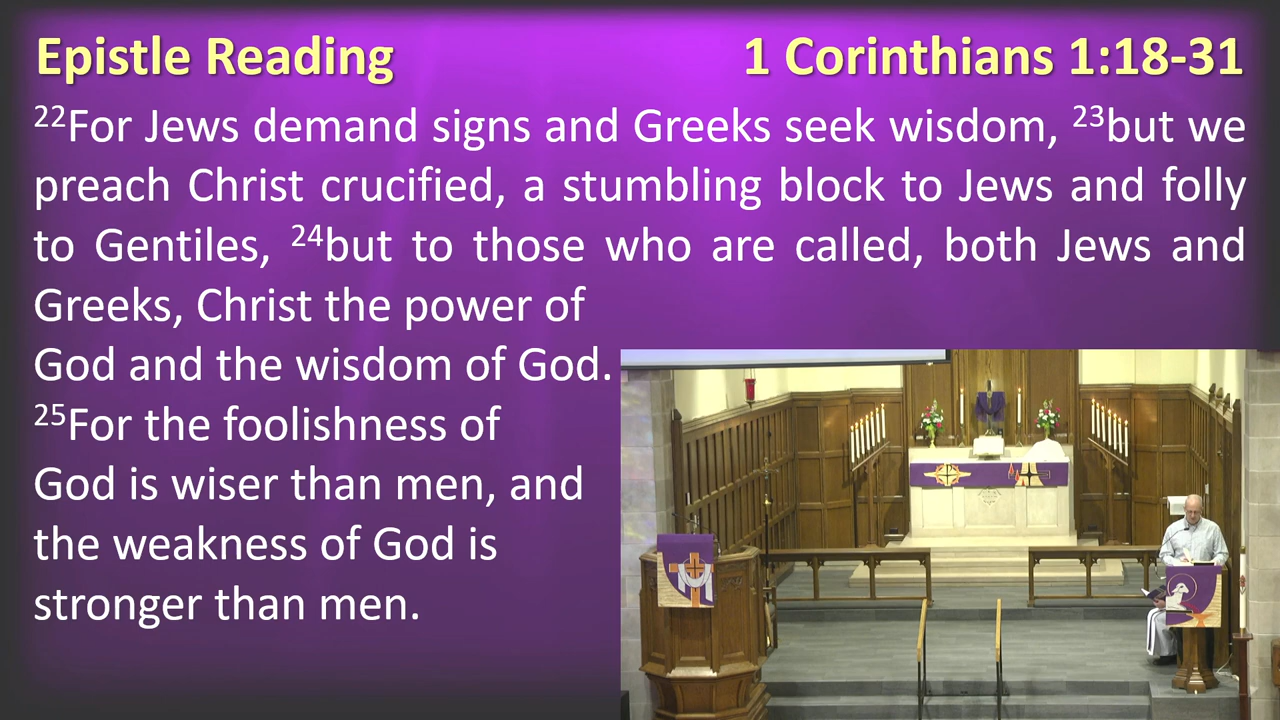 Epistle Reading 1 Corinthians 1:18-31
²²For Jews demand signs and Greeks seek wisdom, ²³but we
preach Christ crucified, a stumbling block to Jews and folly
to Gentiles, ²⁴but to those who are called, both Jews and
Greeks, Christ the power of
God and the wisdom of God.
²⁵For the foolishness of
God is wiser than men, and
the weakness of God is
stronger than men.